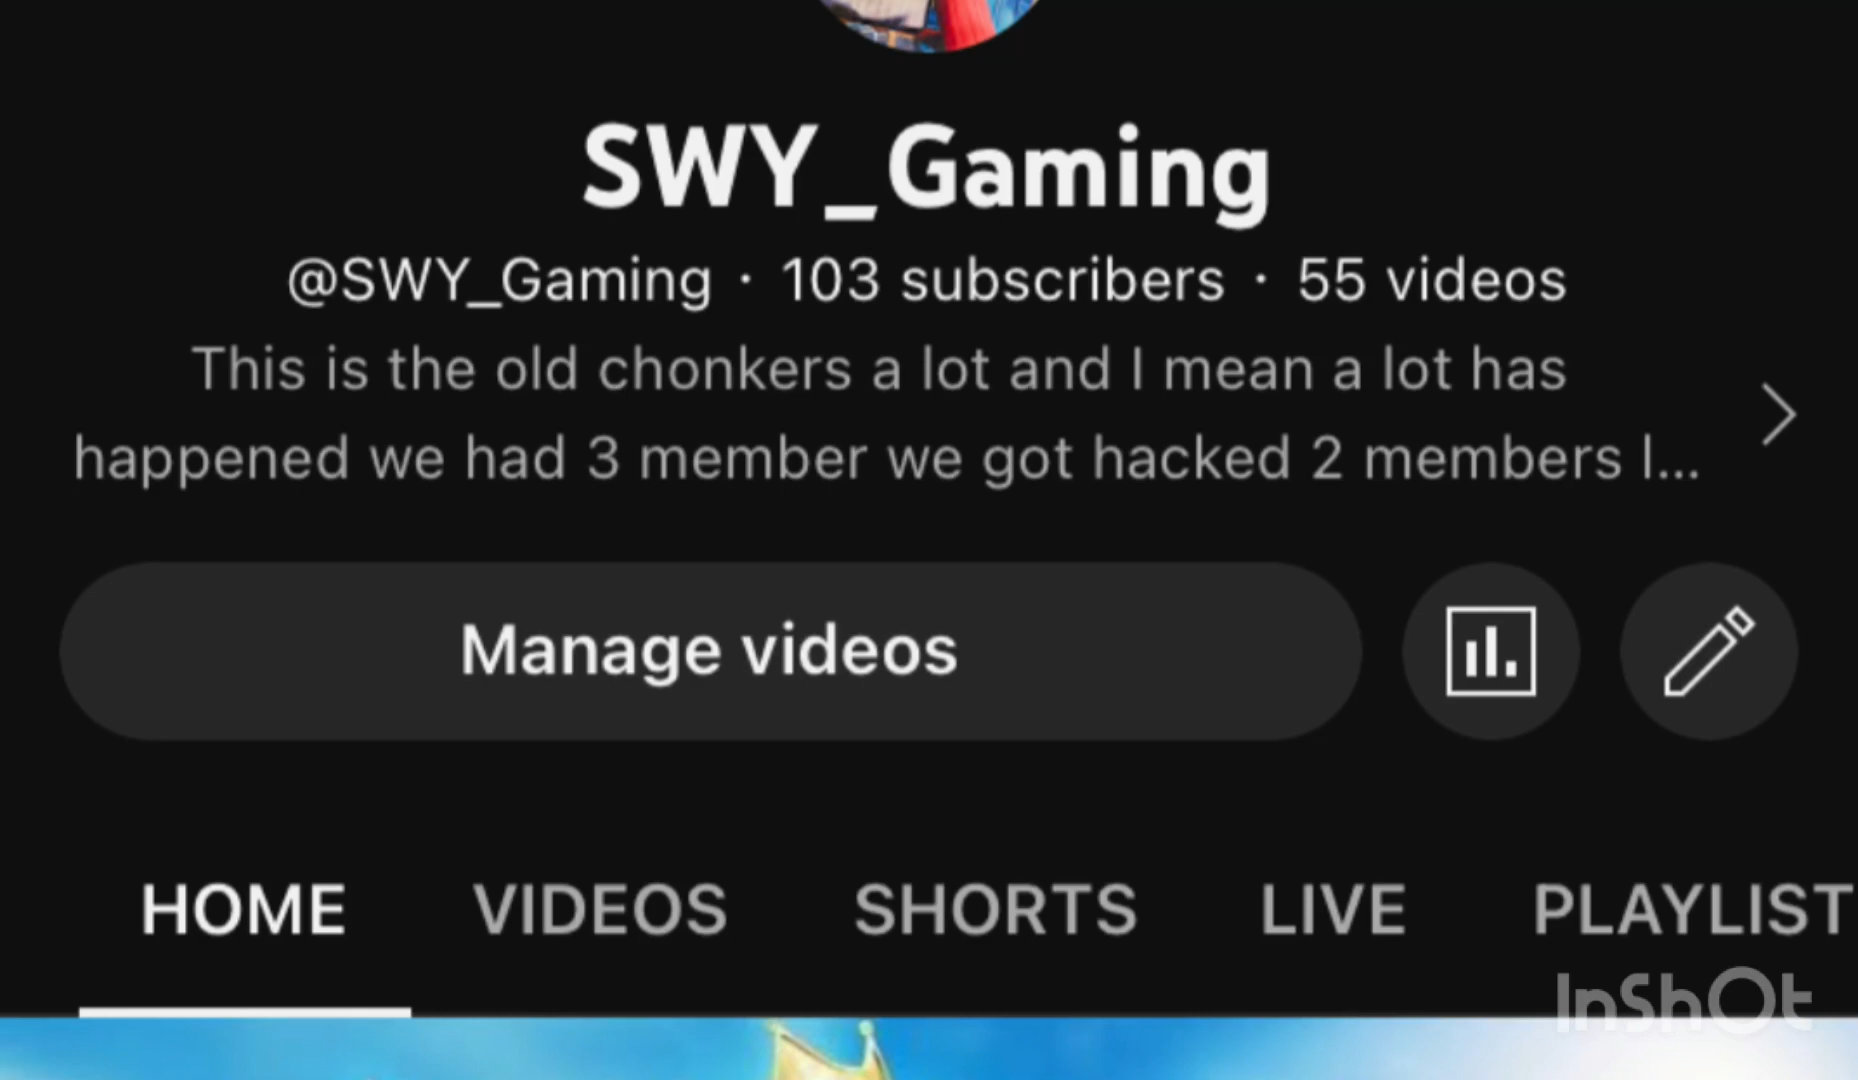 SWY_Gaming
@SWY_Gaming · 103 subscribers · 55 videos
This is the old chonkers a lot and I mean a lot has
happened we had 3 member we got hacked 2 members l...
Manage videos
HOME VIDEOS SHORTS LIVE PLAYLIST
InShOt